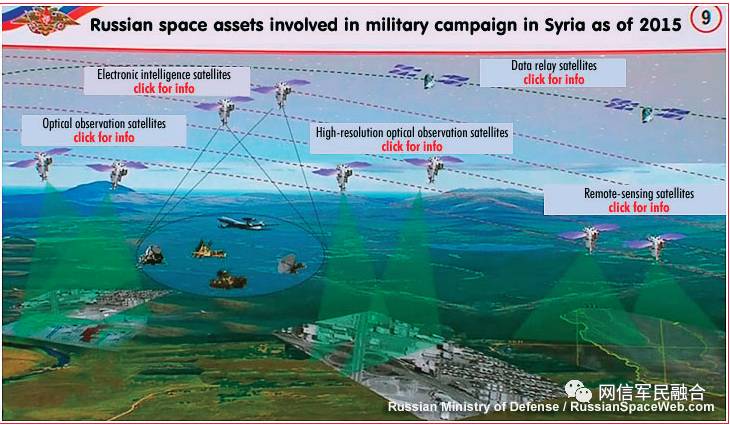 Russian space assets involved in military campaign in Syria as of 2015
9
Electronic intelligence satellites
click for info
Data relay satellites
click for info
Optical observation satellites
click for info
High-resolution optical observation satellites
click for info
Remote-sensing satellites
click for info
网信军民融合
Russian Ministry of Defense / RussianSpaceWeb.com